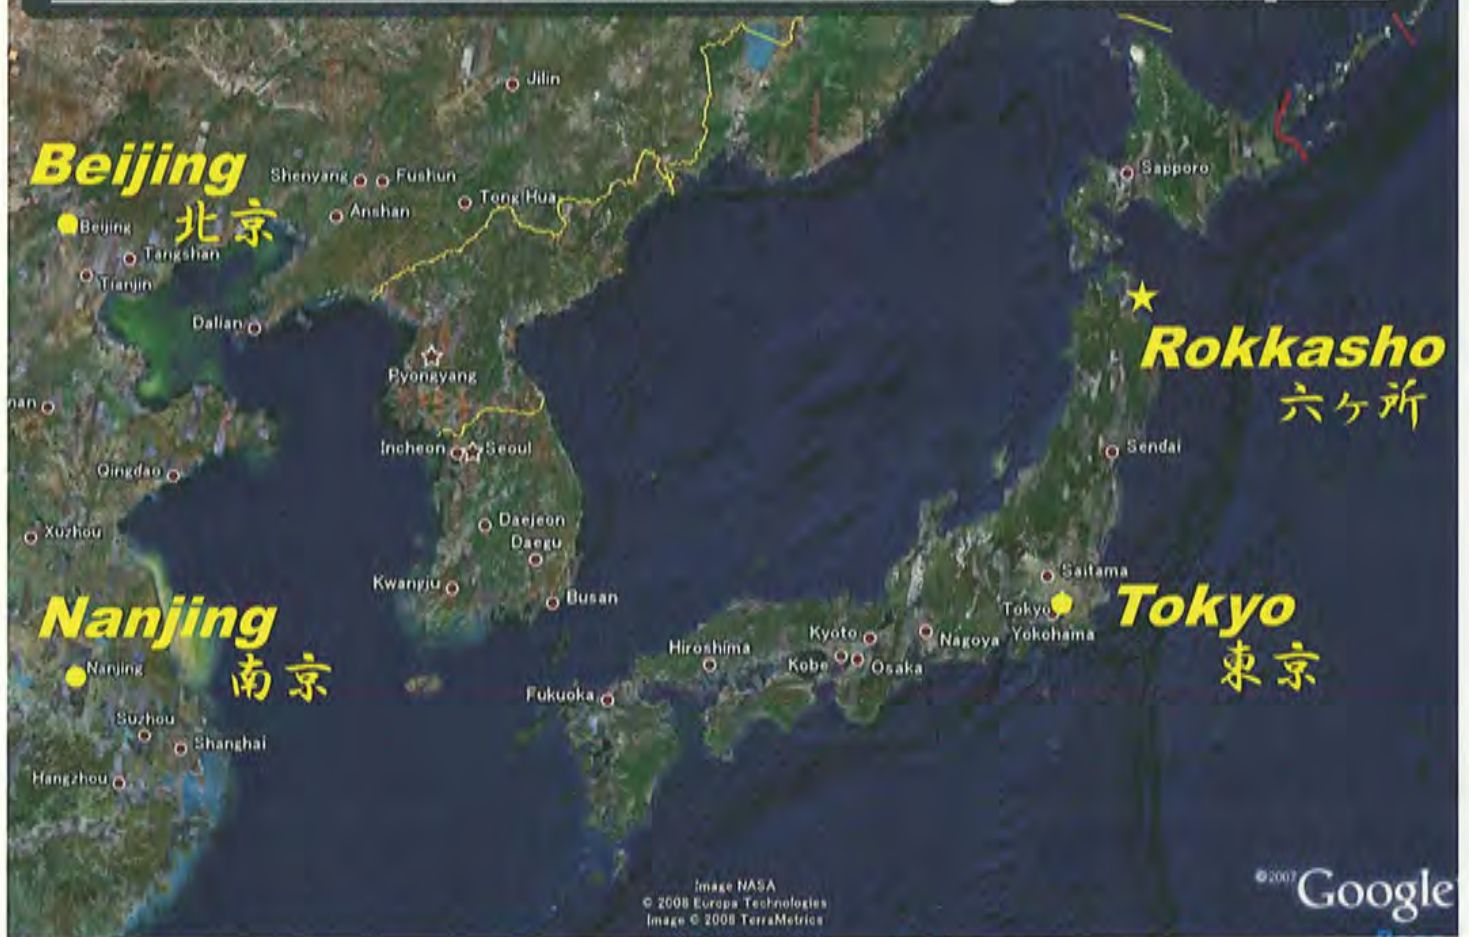 Jilin
Beijing
Shenyang
Fushun
Sapporo
Tong Hua
Anshan
北京
Beijing
Tangshan
Tianjin
Dalian
Rokkasho
Pyongyang
六ヶ所
nan
Incheon
Seoul
Sendai
Qingdao
Daejeon
Xuzhou
Daegu
Saitama
Kwangju
Busan
Nanjing
Tokyo
Tokyo
Kyoto
Nagoya
Yokohama
Hiroshima
東京
Kobe
Osaka
Nanjing
南京
Fukuoka
Suzhou
Shanghai
Hangzhou
Image NASA
© 2008 Europa Technologies
Image © 2008 TerraMetrics
©2007 Google